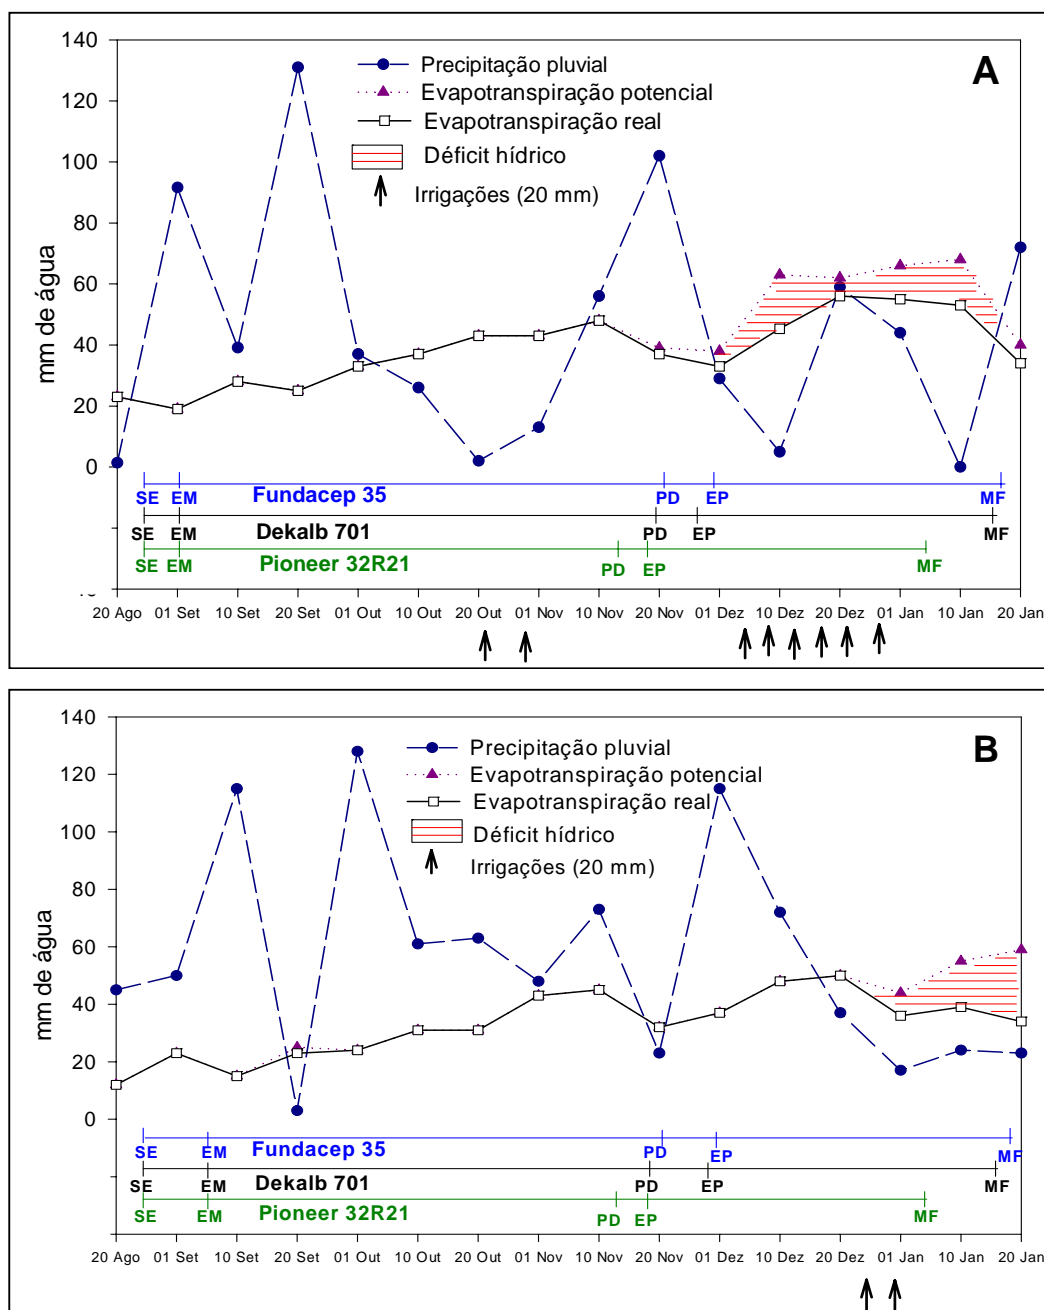 A
140
120
100
80
60
40
20
0
mm de água
Precipitação pluvial
Evapotranspiração potencial
Evapotranspiração real
Déficit hídrico
Irrigações (20 mm)
SE EM Fundacep 35 PD EP MF
SE EM Dekalb 701 PD EP MF
SE EM Pioneer 32R21 PD EP MF
20 Ago 01 Set 10 Set 20 Set 01 Out 10 Out 20 Out 01 Nov 10 Nov 20 Nov 01 Dez 10 Dez 20 Dez 01 Jan 10 Jan 20 Jan
B
140
120
100
80
60
40
20
0
mm de água
Precipitação pluvial
Evapotranspiração potencial
Evapotranspiração real
Déficit hídrico
Irrigações (20 mm)
SE EM Fundacep 35 PD EP MF
SE EM Dekalb 701 PD EP MF
SE EM Pioneer 32R21 PD EP MF
20 Ago 01 Set 10 Set 20 Set 01 Out 10 Out 20 Out 01 Nov 10 Nov 20 Nov 01 Dez 10 Dez 20 Dez 01 Jan 10 Jan 20 Jan